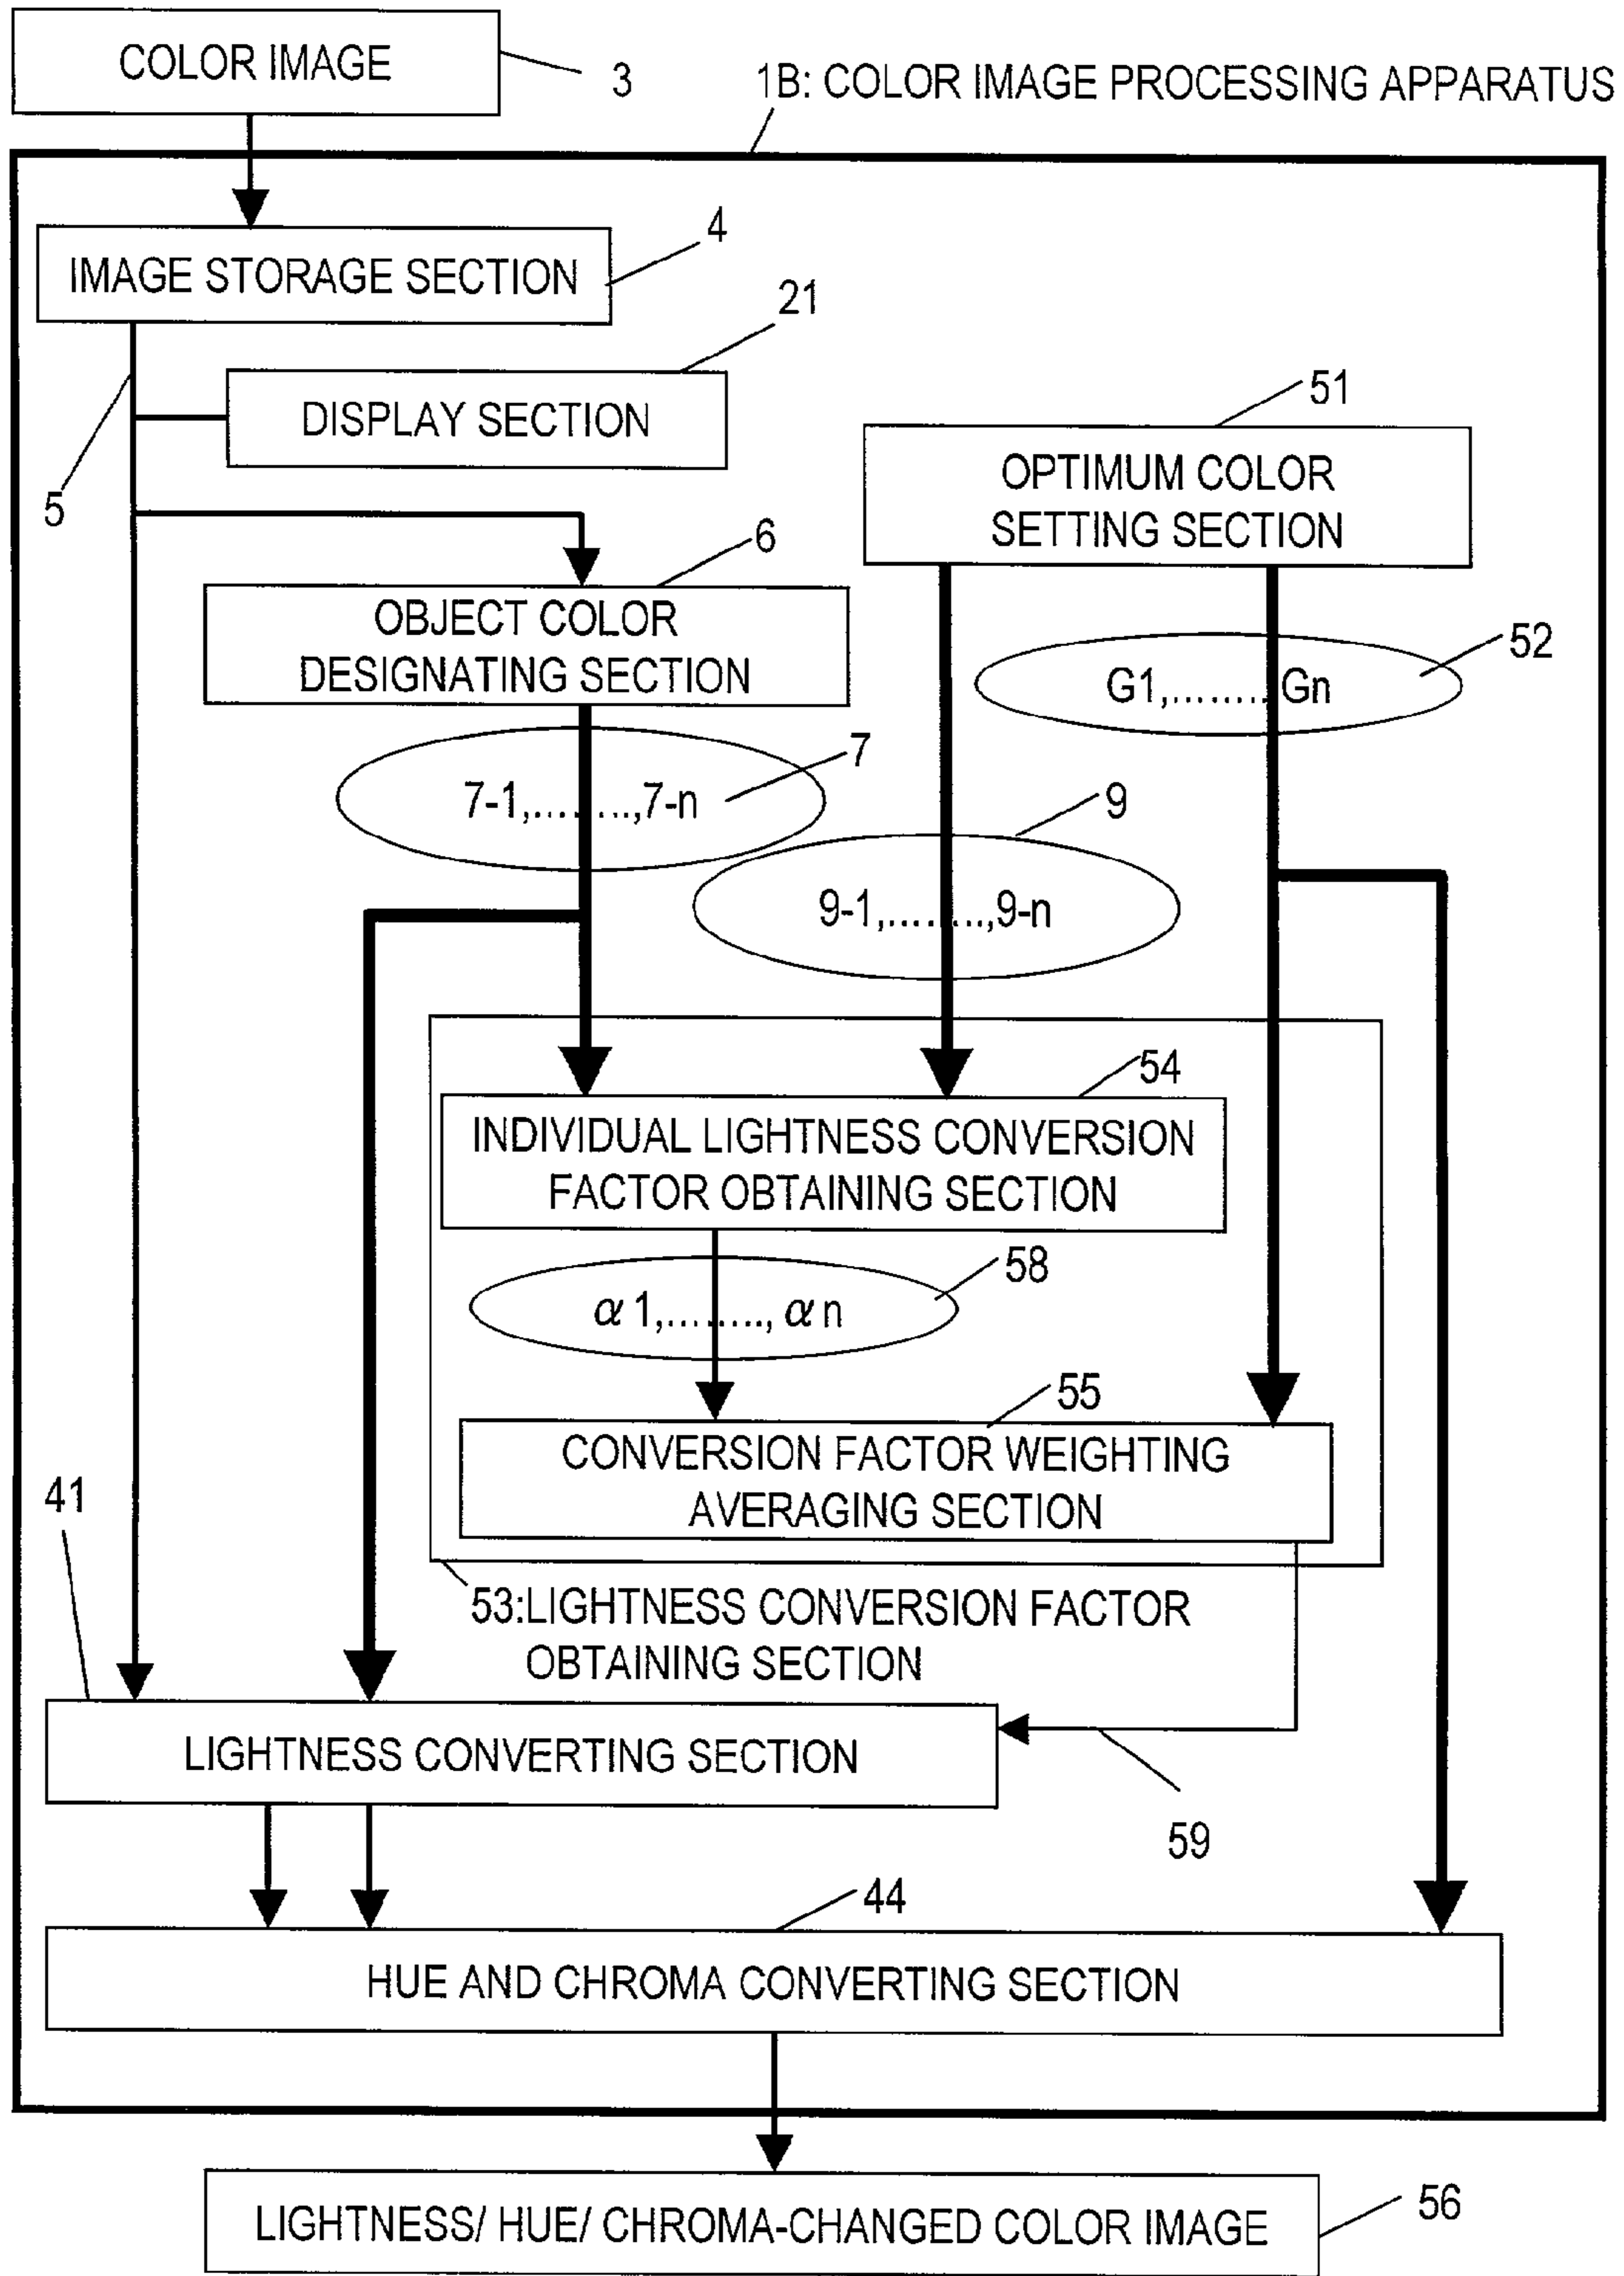 COLOR IMAGE
3
1B: COLOR IMAGE PROCESSING APPARATUS
IMAGE STORAGE SECTION
4
21
DISPLAY SECTION
5
51
OPTIMUM COLOR
SETTING SECTION
6
OBJECT COLOR
DESIGNATING SECTION
52
G1,........ Gn
7
7-1,........,7-n
9
9-1,........,9-n
54
INDIVIDUAL LIGHTNESS CONVERSION
FACTOR OBTAINING SECTION
58
α1,........, αn
55
CONVERSION FACTOR WEIGHTING
AVERAGING SECTION
41
53:LIGHTNESS CONVERSION FACTOR
OBTAINING SECTION
LIGHTNESS CONVERTING SECTION
59
44
HUE AND CHROMA CONVERTING SECTION
LIGHTNESS/ HUE/ CHROMA-CHANGED COLOR IMAGE
56